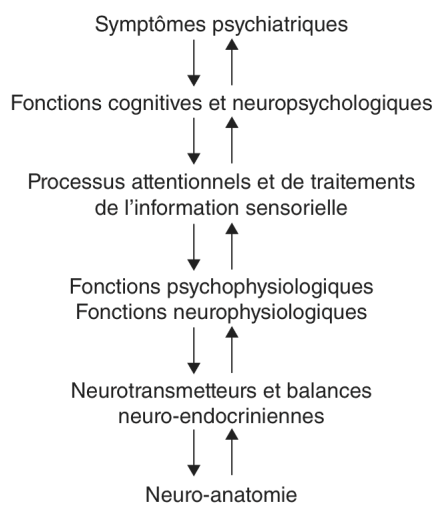 Symptômes psychiatriques
Fonctions cognitives et neuropsychologiques
Processus attentionnels et de traitements
de l'information sensorielle
Fonctions psychophysiologiques
Fonctions neurophysiologiques
Neurotransmetteurs et balances
neuro-endocriniennes
Neuro-anatomie